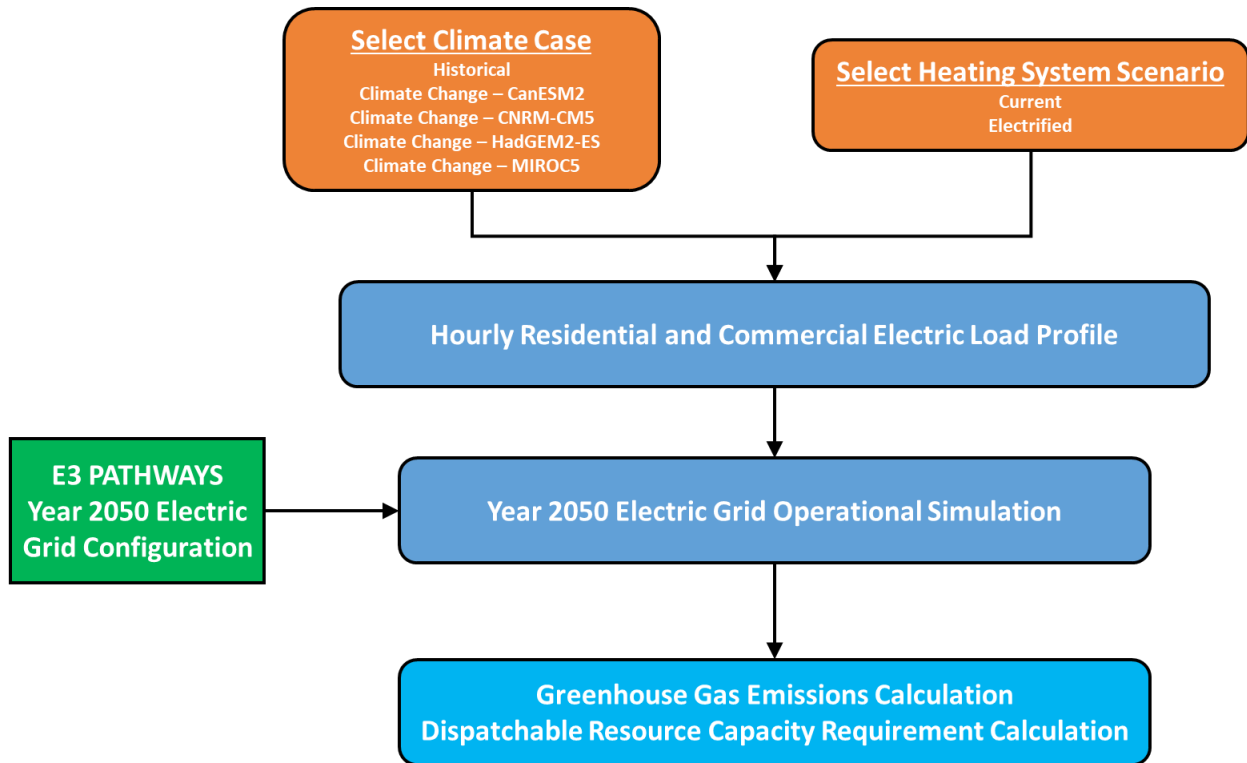 Select Climate Case
Historical
Climate Change – CanESM2
Climate Change – CNRM-CM5
Climate Change – HadGEM2-ES
Climate Change – MIROC5
Select Heating System Scenario
Current
Electrified
Hourly Residential and Commercial Electric Load Profile
E3 PATHWAYS
Year 2050 Electric
Grid Configuration
Year 2050 Electric Grid Operational Simulation
Greenhouse Gas Emissions Calculation
Dispatchable Resource Capacity Requirement Calculation